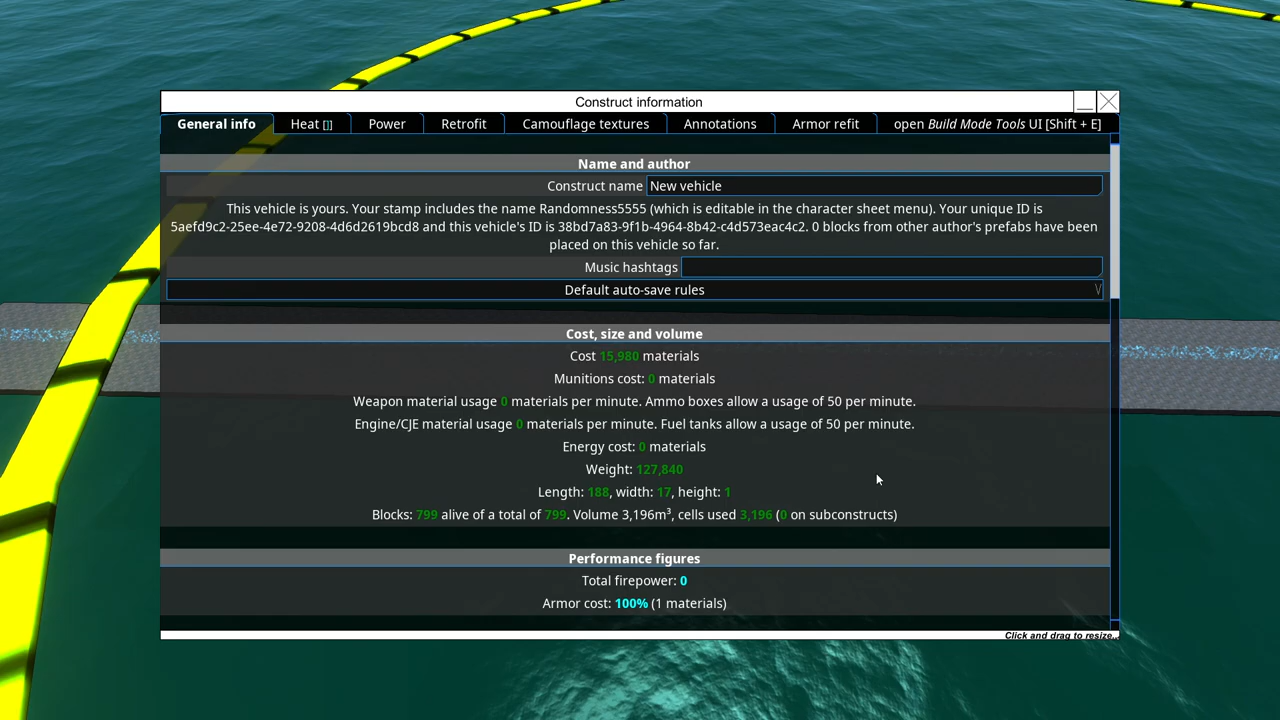 Construct information
General info
Heat []]
Power
Retrofit
Camouflage textures
Annotations
Armor refit
open Build Mode Tools UI [Shift + E]
Name and author
Construct name New vehicle
This vehicle is yours. Your stamp includes the name Randomness5555 (which is editable in the character sheet menu). Your unique ID is
5aefd9c2-25ee-4e72-9208-4d6d2619bcd8 and this vehicle's ID is 38bd7a83-9f1b-4964-8b42-c4d573eac4c2. 0 blocks from other author's prefabs have been
placed on this vehicle so far.
Music hashtags
Default auto-save rules
Cost, size and volume
Cost 15,980 materials
Munitions cost: 0 materials
Weapon material usage 0 materials per minute. Ammo boxes allow a usage of 50 per minute.
Engine/CJE material usage 0 materials per minute. Fuel tanks allow a usage of 50 per minute.
Energy cost: 0 materials
Weight: 127,840
Length: 188, width: 17, height: 1
Blocks: 799 alive of a total of 799. Volume 3,196m³, cells used 3,196 (0 on subconstructs)
Performance figures
Total firepower: 0
Armor cost: 100% (1 materials)
Click and drag to resize...